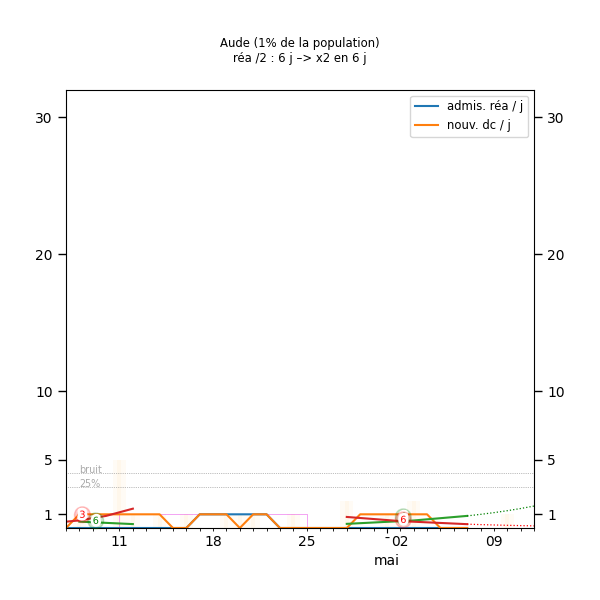 Aude (1% de la population)
réa /2 : 6 j –> x2 en 6 j
admis. réa / j
nouv. dc / j
30 30
20 20
10 10
5 5
1 1
bruit
25%
3
6
6
11 18 25 02 09
mai